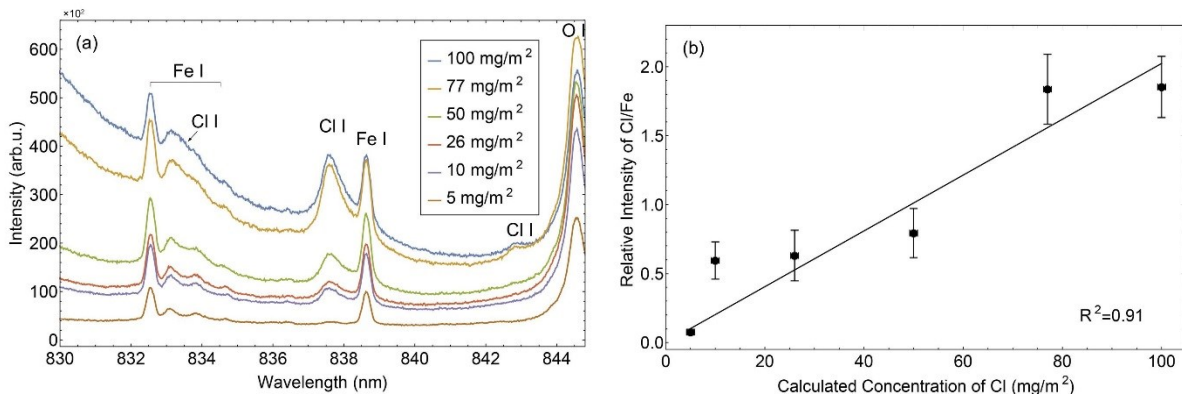 ×10²
(a)
O I
600
500
400
300
200
100
0
Fe I
Cl I
Cl I
Fe I
Cl I
100 mg/m²
77 mg/m²
50 mg/m²
26 mg/m²
10 mg/m²
5 mg/m²
Intensity (arb.u.)
830 832 834 836 838 840 842 844
Wavelength (nm)
(b)
2.0
1.5
1.0
0.5
0.0
Relative Intensity of Cl/Fe
R²=0.91
0 20 40 60 80 100
Calculated Concentration of Cl (mg/m²)